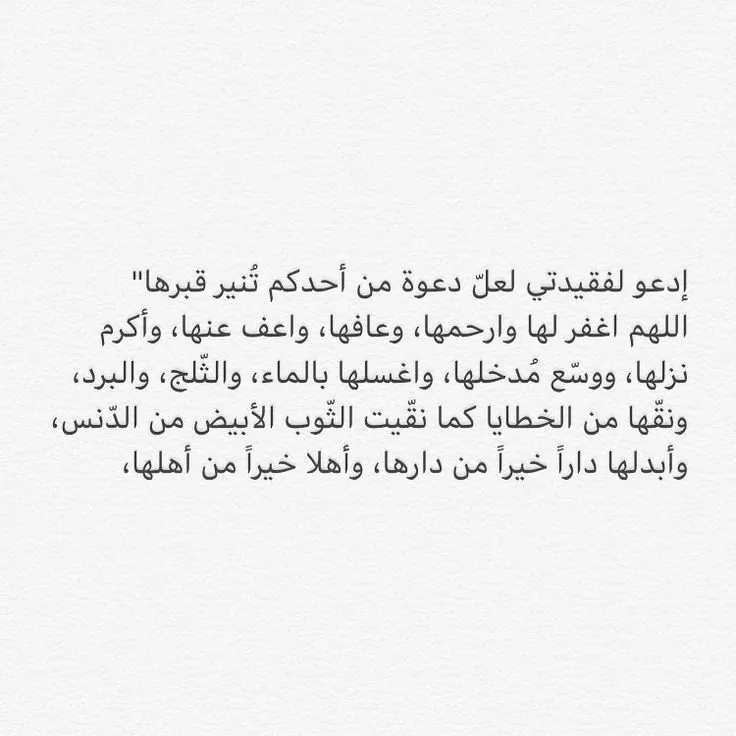 إدعو لفقيدتي لعلّ دعوة من أحدكم تُنير قبرها"
اللهم اغفر لها وارحمها، وعافها، واعف عنها، وأكرم
نزلها، ووسّع مُدخلها، واغسلها بالماء، والثّلج، والبرد،
ونقّها من الخطايا كما نقّيت الثّوب الأبيض من الدّنس،
وأبدلها داراً خيراً من دارها، وأهلا خيراً من أهلها،